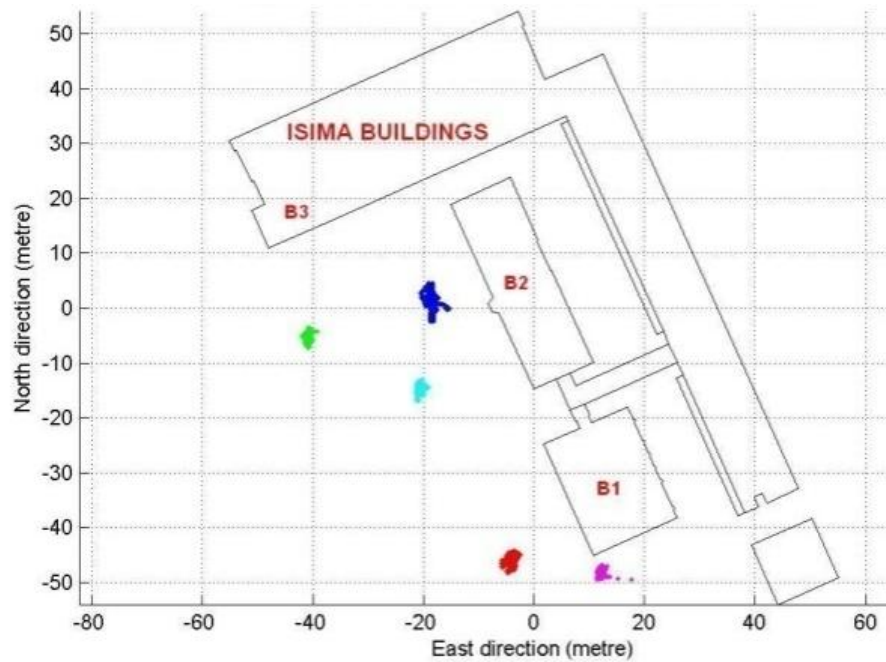 50
40
ISIMA BUILDINGS
30
20
B3
10
B2
0
-10
-20
-30
B1
-40
-50
-80 -60 -40 -20 0 20 40 60
East direction (metre)
North direction (metre)